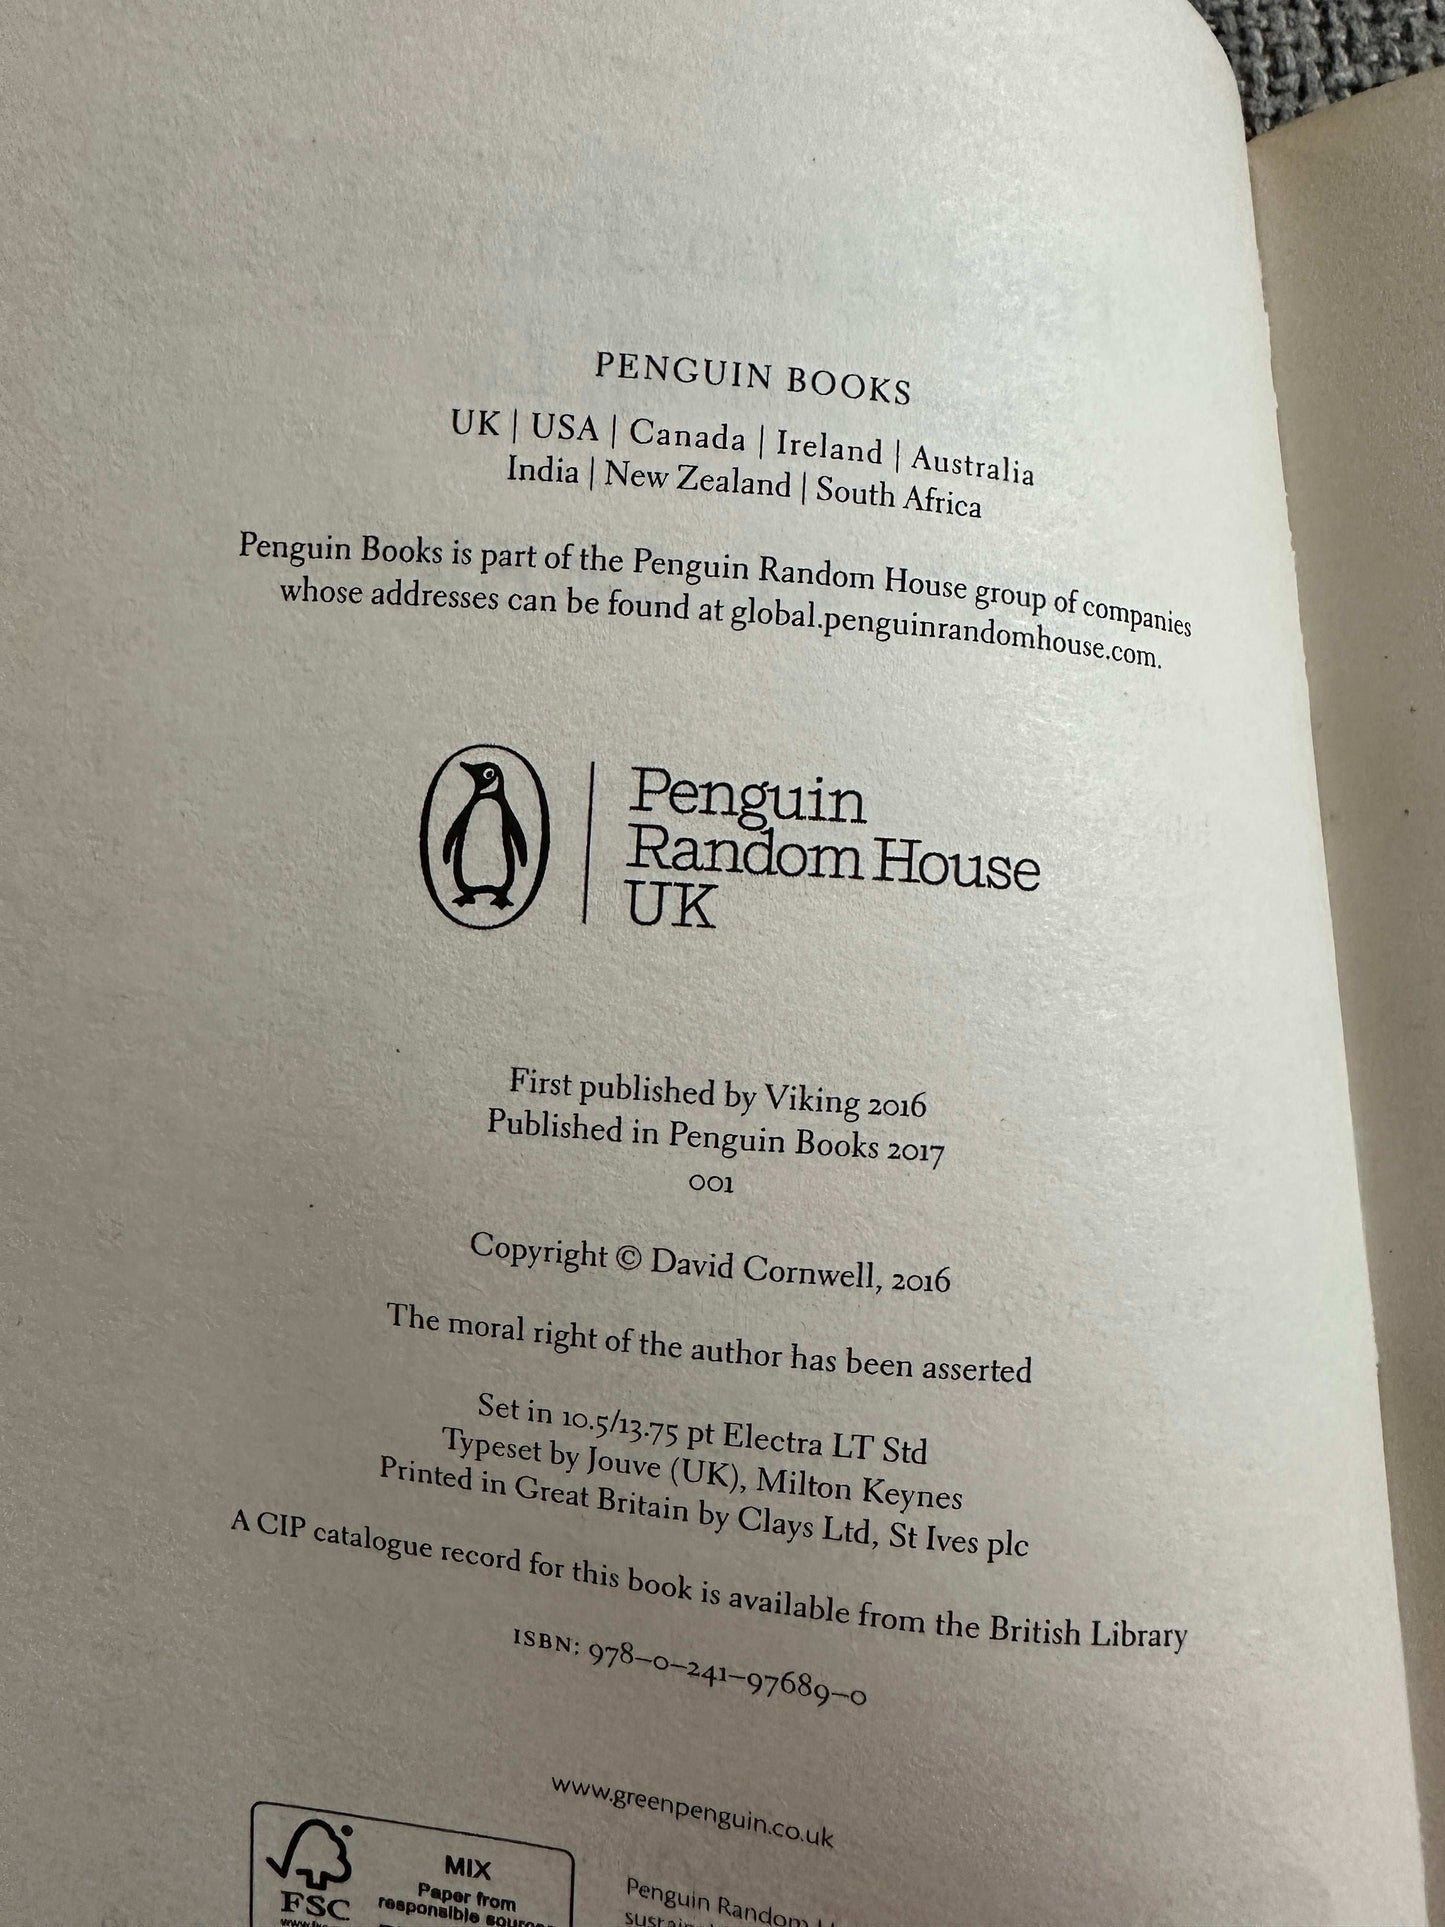 PENGUIN BOOKS
UK | USA | Canada | Ireland | Australia
India | New Zealand | South Africa
Penguin Books is part of the Penguin Random House group of companies
whose addresses can be found at global.penguinrandomhouse.com.
Penguin
Random House
UK
First published by Viking 2016
Published in Penguin Books 2017
001
Copyright © David Cornwell, 2016
The moral right of the author has been asserted
Set in 10.5/13.75 pt Electra LT Std
Typeset by Jouve (UK), Milton Keynes
Printed in Great Britain by Clays Ltd, St Ives plc
A CIP catalogue record for this book is available from the British Library
ISBN: 978–0–241–97689–0
www.greenpenguin.co.uk
MIX
Paper from
responsible
FSC
Penguin Random